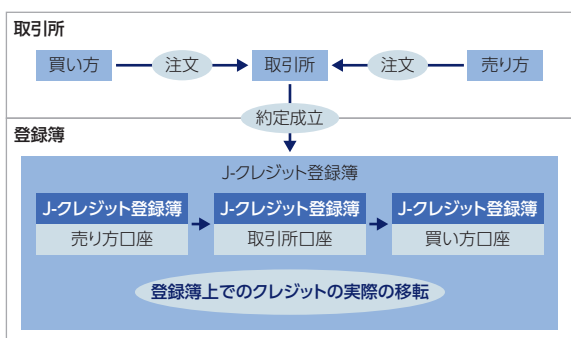 取引所
買い方 注文 取引所 注文 売り方
約定成立
登録簿
J-クレジット登録簿
J-クレジット登録簿 J-クレジット登録簿 J-クレジット登録簿
売り方口座 取引所口座 買い方口座
登録簿上でのクレジットの実際の移転